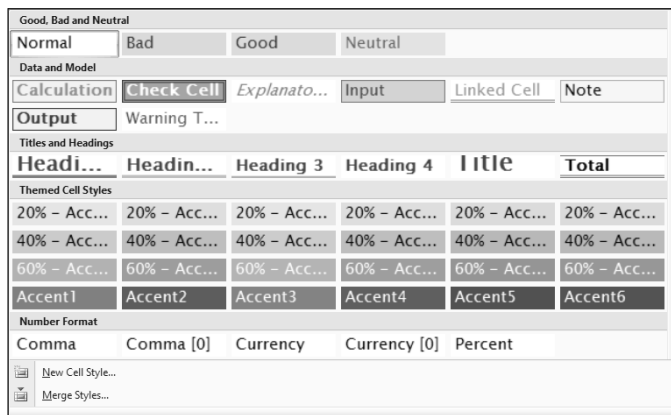 Good, Bad and Neutral
Normal Bad Good Neutral
Data and Model
Calculation Check Cell Explanato... Input Linked Cell Note
Output Warning T...
Titles and Headings
Headi... Headin... Heading 3 Heading 4 Title Total
Themed Cell Styles
20% - Acc... 20% - Acc... 20% - Acc... 20% - Acc... 20% - Acc... 20% - Acc...
40% - Acc... 40% - Acc... 40% - Acc... 40% - Acc... 40% - Acc... 40% - Acc...
60% - Acc... 60% - Acc... 60% - Acc... 60% - Acc... 60% - Acc... 60% - Acc...
Accent1 Accent2 Accent3 Accent4 Accent5 Accent6
Number Format
Comma Comma [0] Currency Currency [0] Percent
New Cell Style...
Merge Styles...